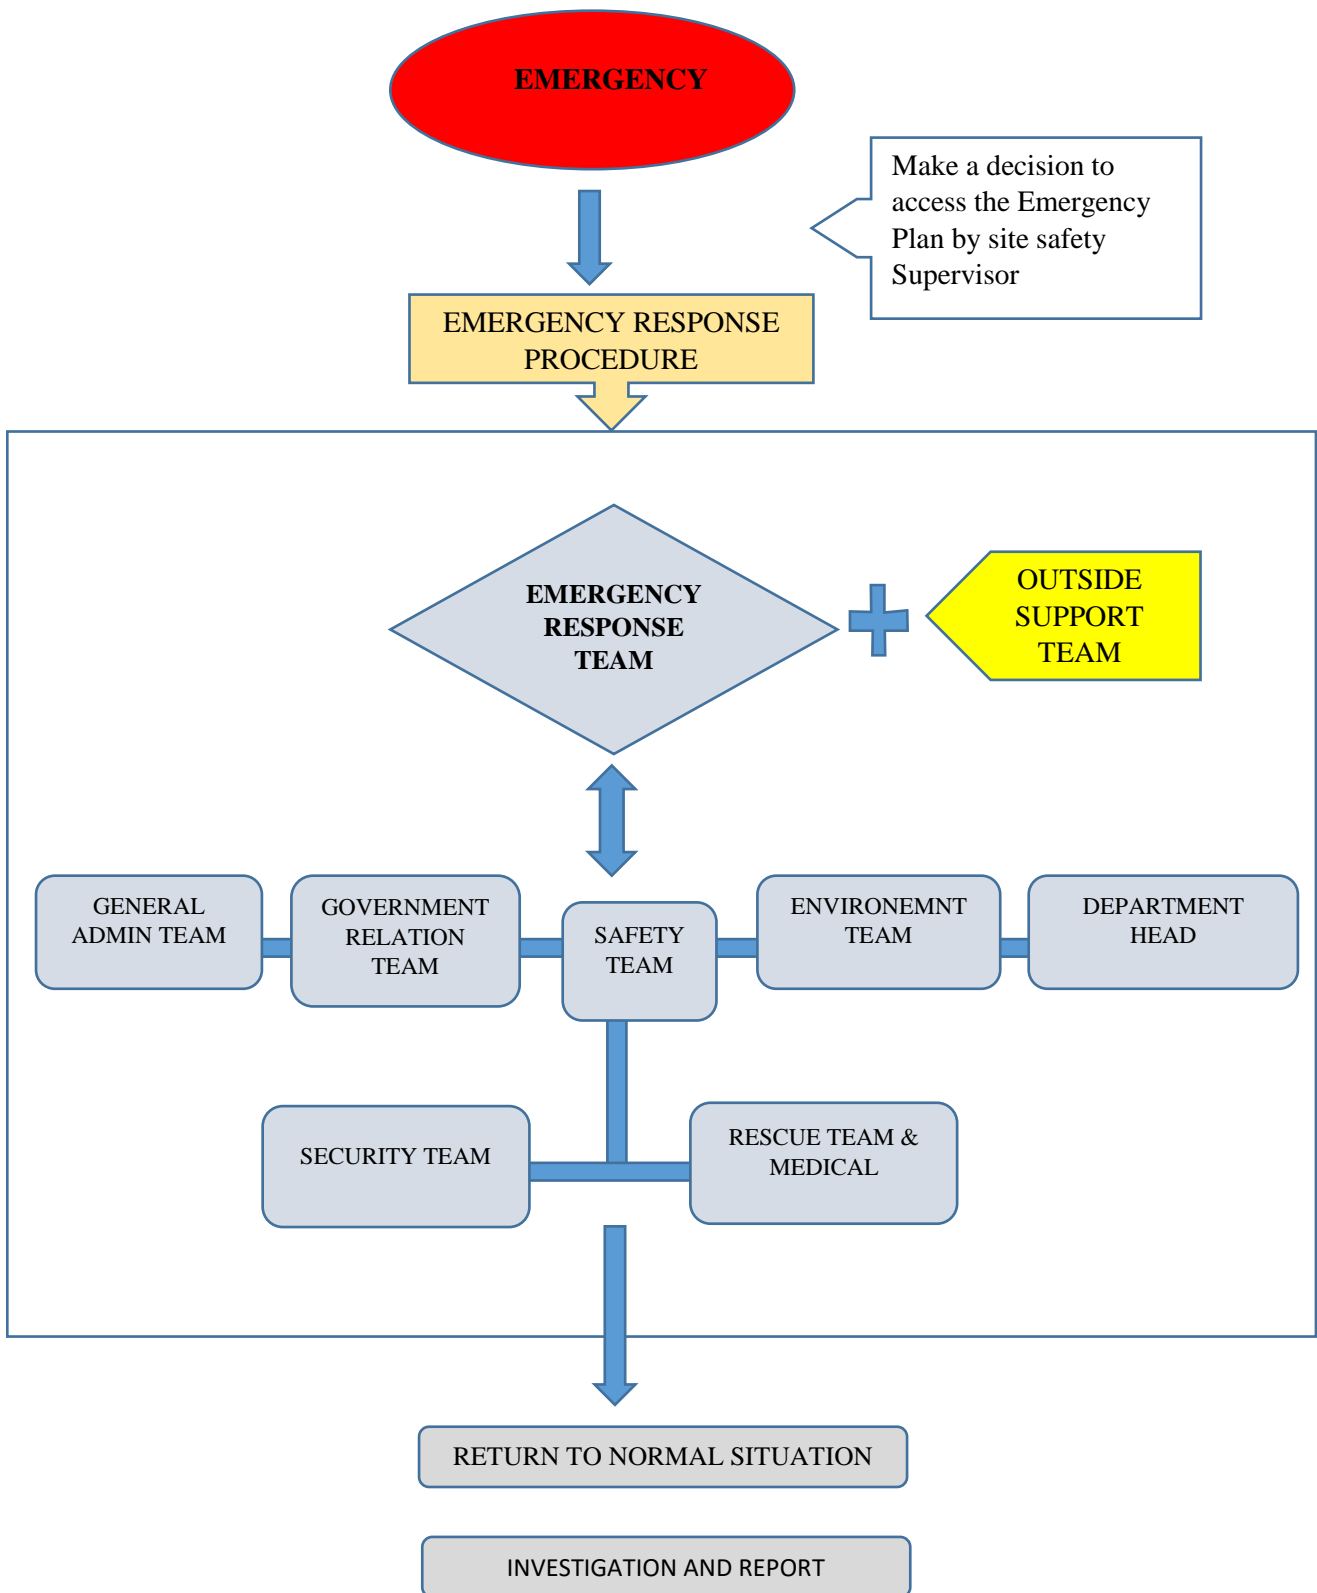 EMERGENCY
Make a decision to
access the Emergency
Plan by site safety
Supervisor
EMERGENCY RESPONSE
PROCEDURE
EMERGENCY
RESPONSE
TEAM
OUTSIDE
SUPPORT
TEAM
GENERAL
ADMIN TEAM
GOVERNMENT
RELATION
TEAM
SAFETY
TEAM
ENVIRONEMNT
TEAM
DEPARTMENT
HEAD
SECURITY TEAM
RESCUE TEAM &
MEDICAL
RETURN TO NORMAL SITUATION
INVESTIGATION AND REPORT